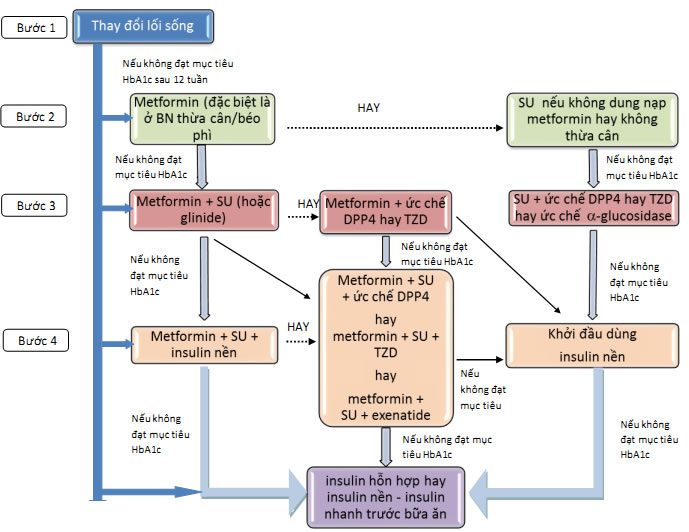 Bước 1
Thay đổi lối sống
Nếu không đạt mục tiêu
HbA1c sau 12 tuần
Bước 2
Metformin (đặc biệt là
ở BN thừa cân/béo
phì)
HAY
SU nếu không dung nạp
metformin hay không
thừa cân
Nếu không đạt
mục tiêu HbA1c
Nếu không đạt
mục tiêu HbA1c
Bước 3
Metformin + SU (hoặc
glinide)
HAY
Metformin + ức chế
DPP4 hay TZD
SU + ức chế DPP4 hay TZD
hay ức chế α-glucosidase
Nếu không
đạt mục tiêu
HbA1c
Nếu không đạt
mục tiêu HbA1c
Nếu không
đạt mục tiêu
HbA1c
Metformin + SU
+ ức chế DPP4
hay
metformin + SU +
TZD
hay
metformin +
SU + exenatide
Bước 4
Metformin + SU +
insulin nền
HAY
Khởi đầu dùng
insulin nền
Nếu
không đạt
mục tiêu
Nếu không
đạt mục tiêu
HbA1c
Nếu không đạt mục
tiêu HbA1c
Nếu không
đạt mục tiêu
HbA1c
insulin hỗn hợp hay
insulin nền - insulin
nhanh trước bữa ăn